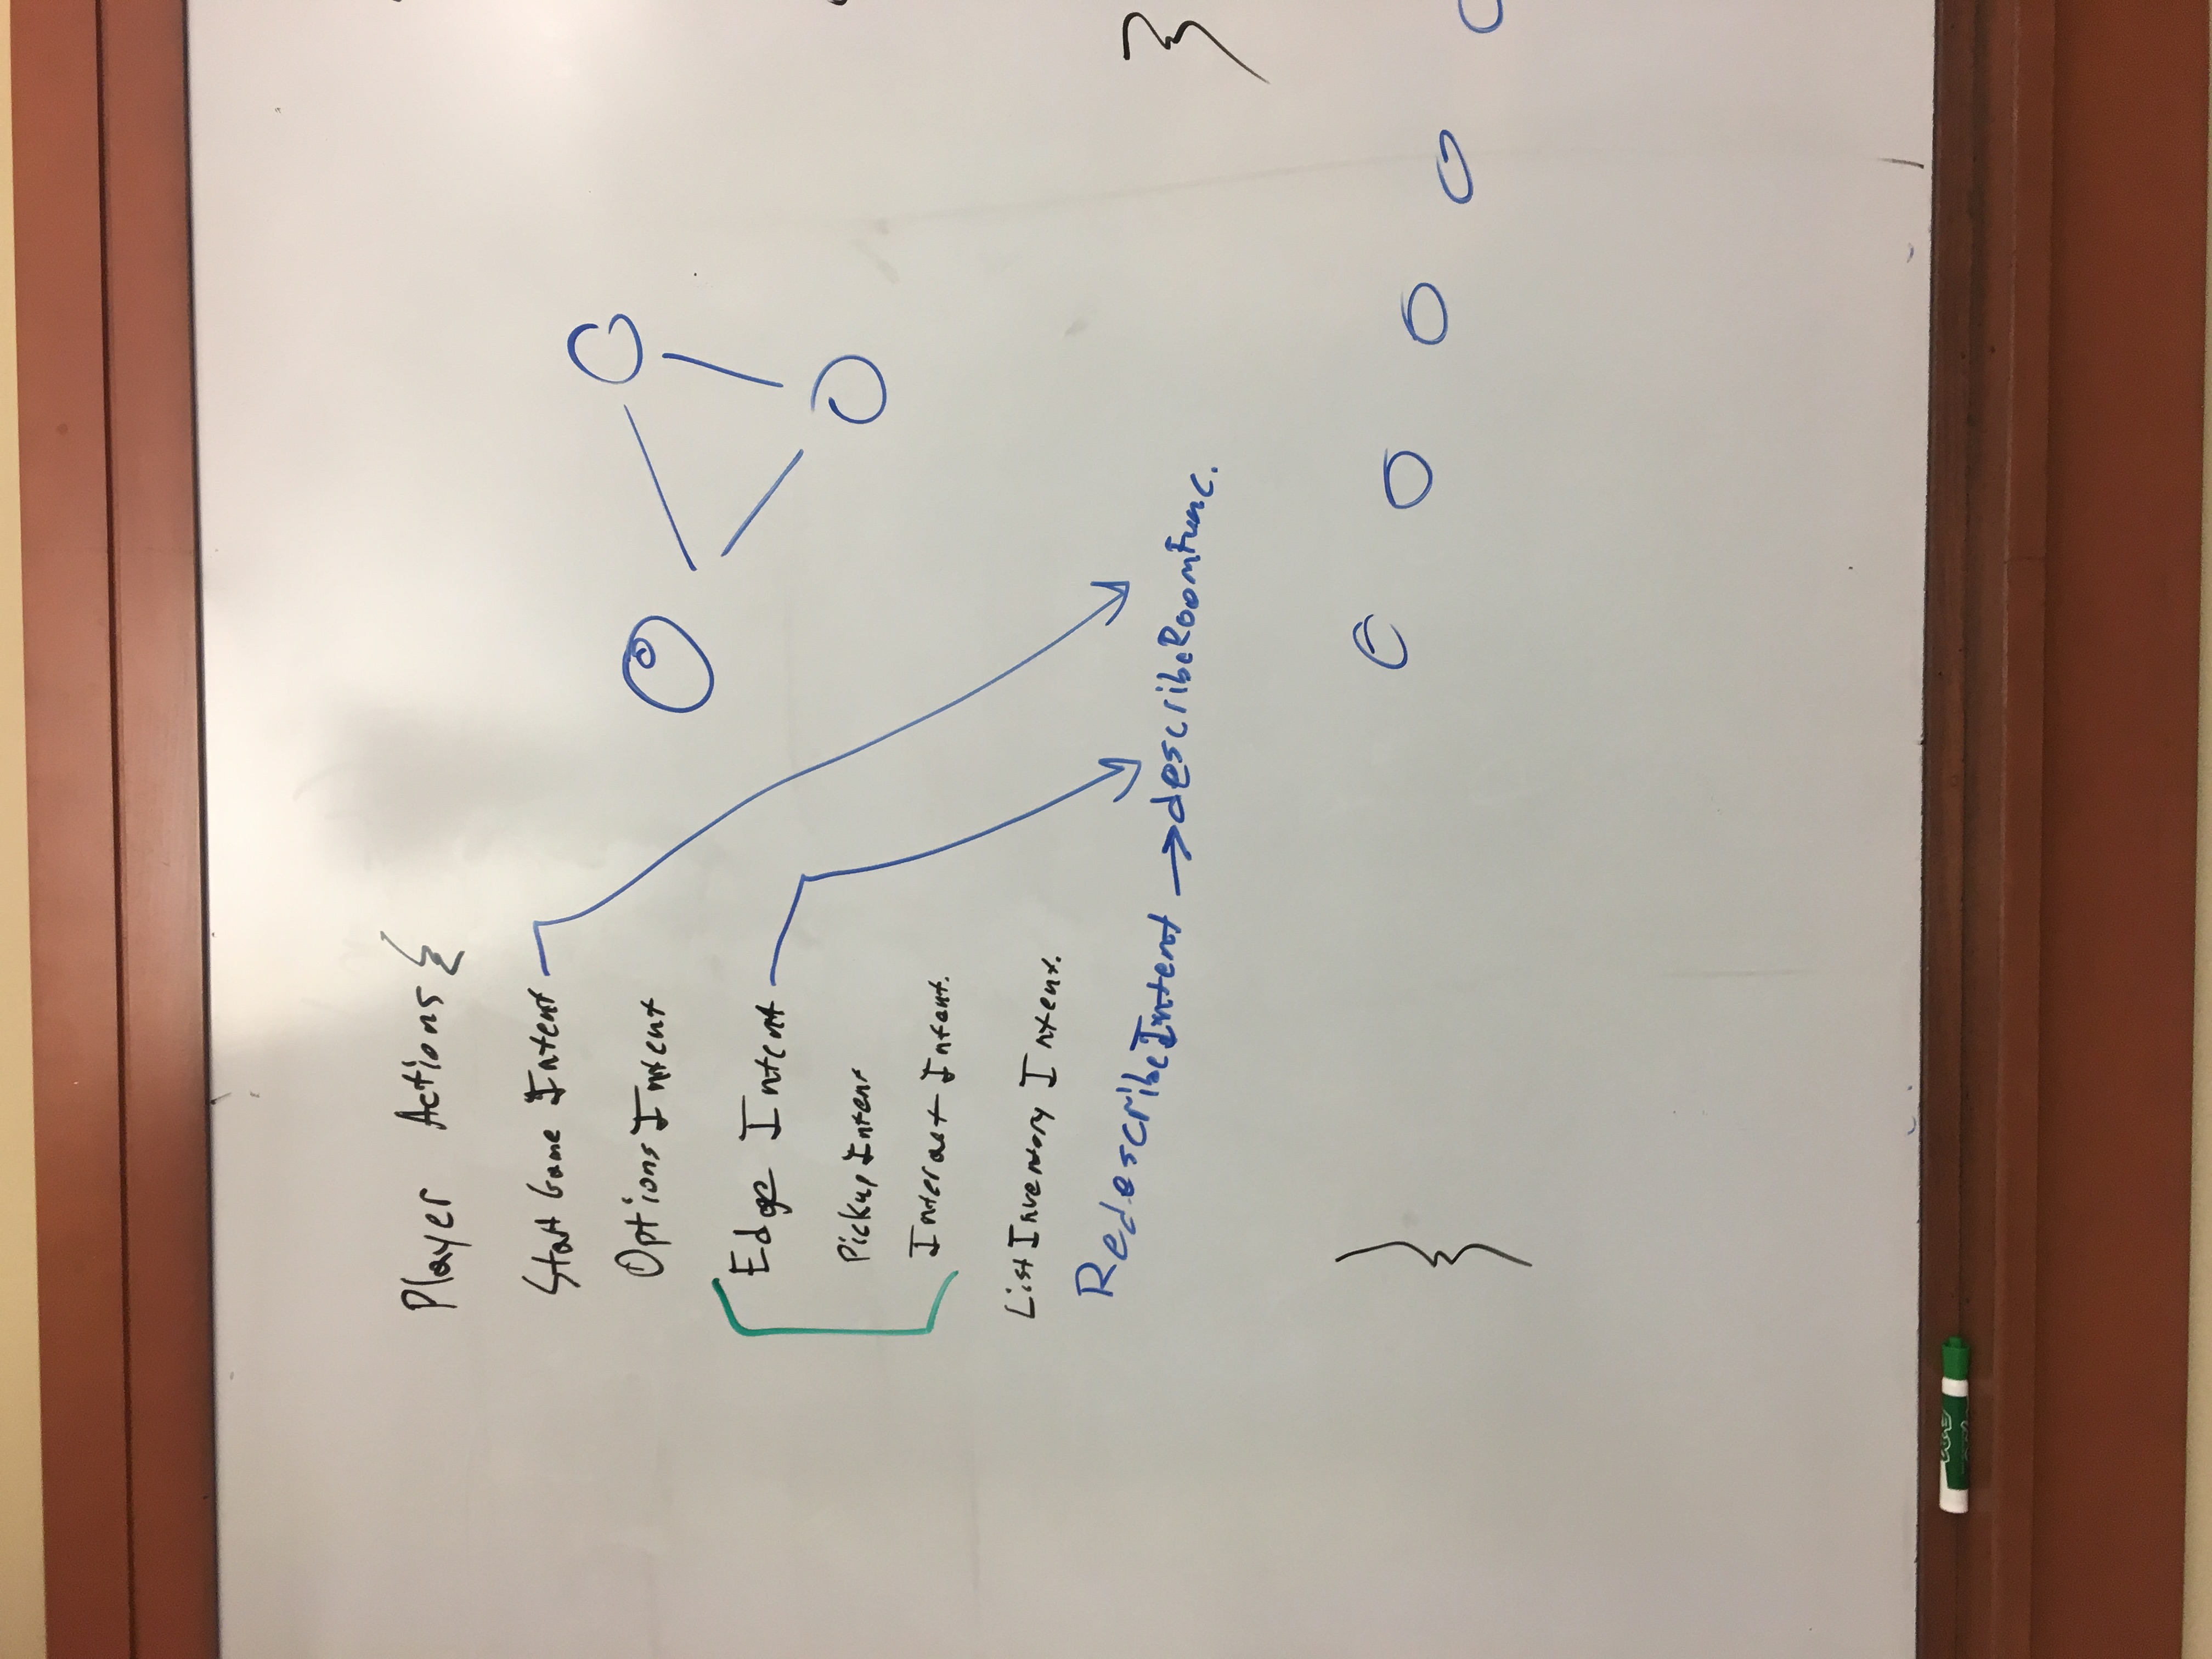 Player Actions {
Start Game Intent
Options Intent
Edge Intent
Pickup Intent
Interact Intent.
List Inventory Intent.
RedescribeIntent → describeRoomFunc.
}
}